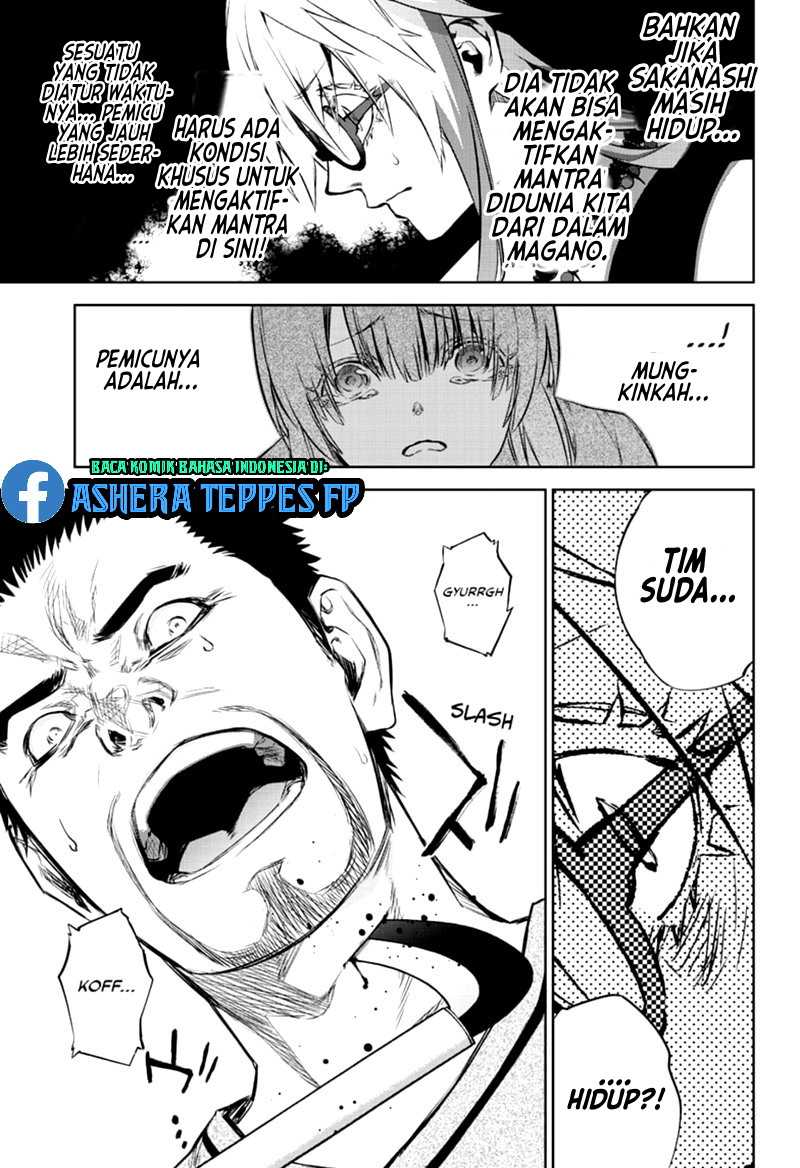 BAHKAN
JIKA
SAKANASHI
MASIH
HIDUP...
DIA TIDAK
AKAN BISA
MENGAK-
TIFKAN
MANTRA
DIDUNIA KITA
DARI DALAM
MAGANO.
HARUS ADA
KONDISI
KHUSUS UNTUK
MENGAKTIF-
KAN MANTRA
DI SINI!
SESUATU
YANG TIDAK
DIATUR WAKTU-
NYA... PEMICU
YANG JAUH
LEBIH SEDER-
HANA...
....!
MUNG-
KINKAH...
PEMICUNYA
ADALAH...
BACA KOMIK BAHASA INDONESIA DI:
ASHERA TEPPES FP
TIM
SUDA...
....
HIDUP?!
GYURRGH
...
SLASH
KOFF...